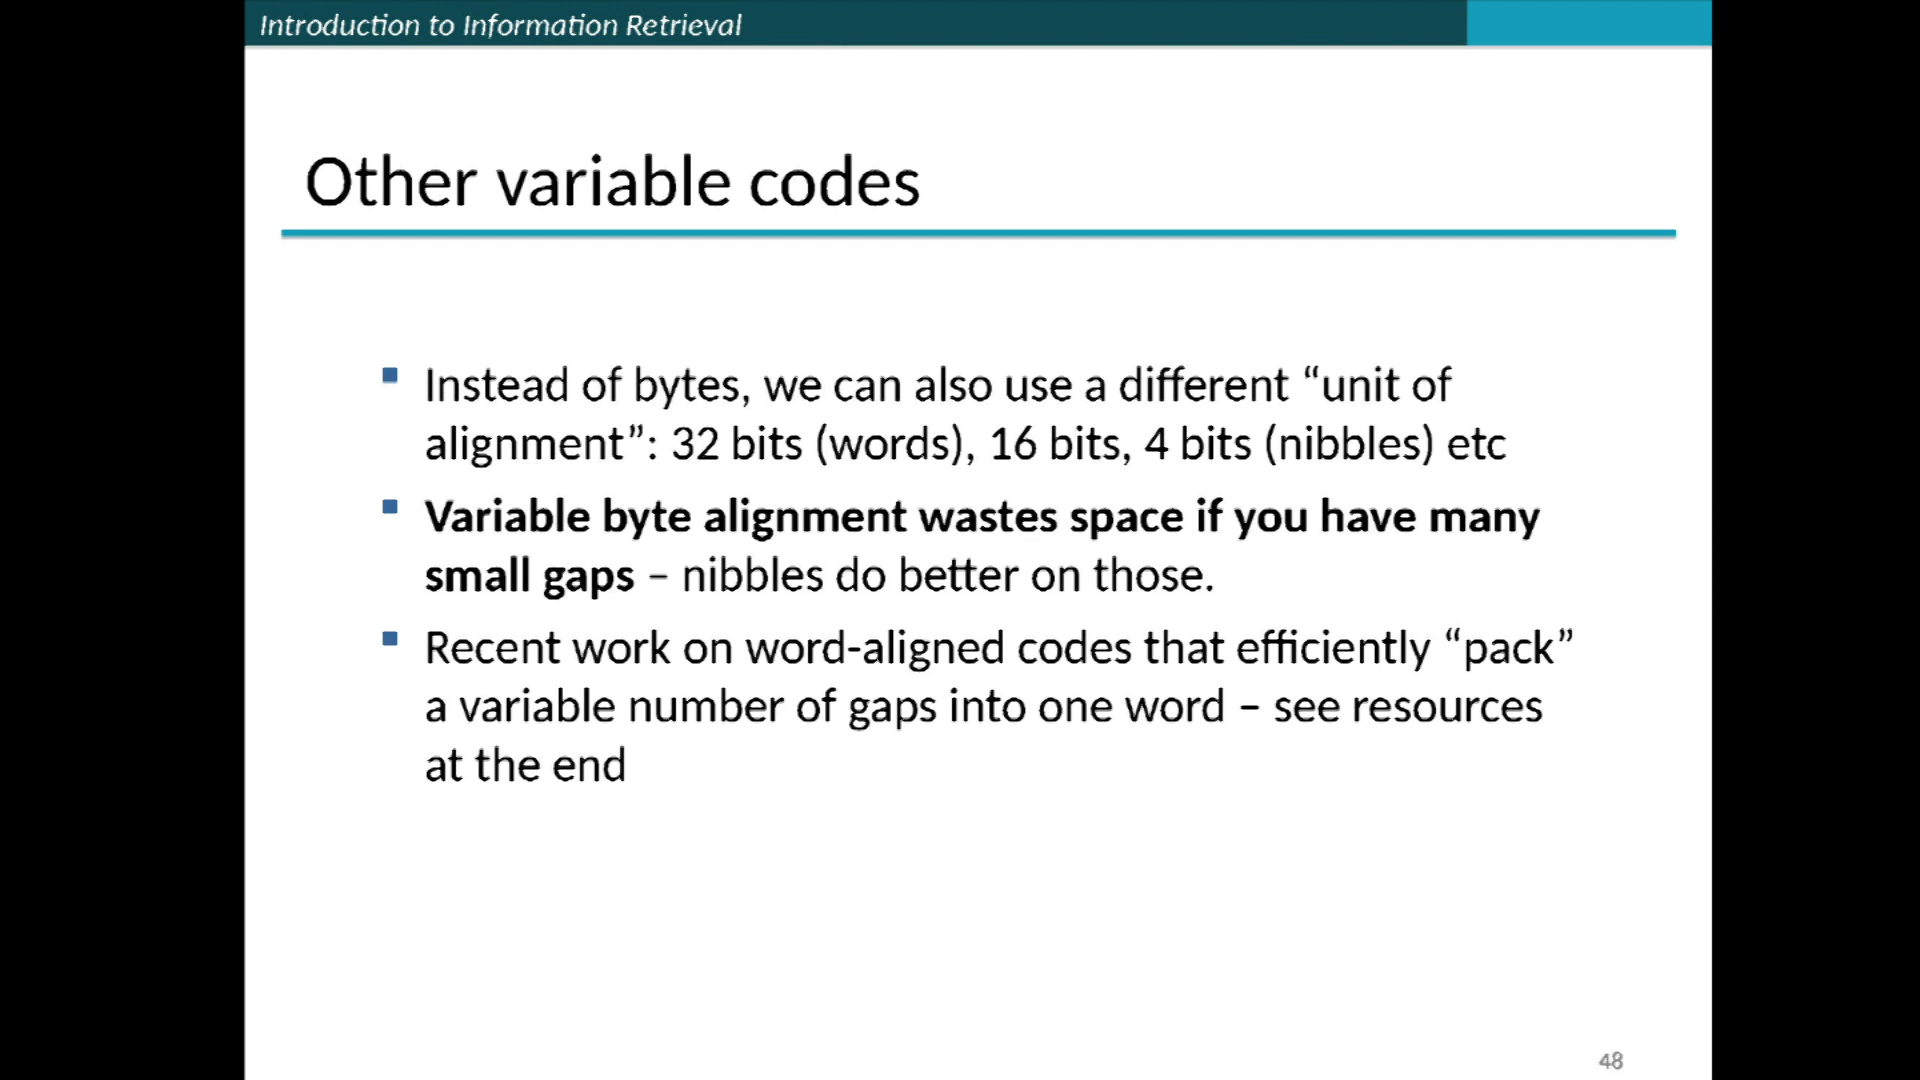 Introduction to Information Retrieval
Other variable codes
Instead of bytes, we can also use a different “unit of
alignment”: 32 bits (words), 16 bits, 4 bits (nibbles) etc
Variable byte alignment wastes space if you have many
small gaps – nibbles do better on those.
Recent work on word-aligned codes that efficiently “pack”
a variable number of gaps into one word – see resources
at the end
48